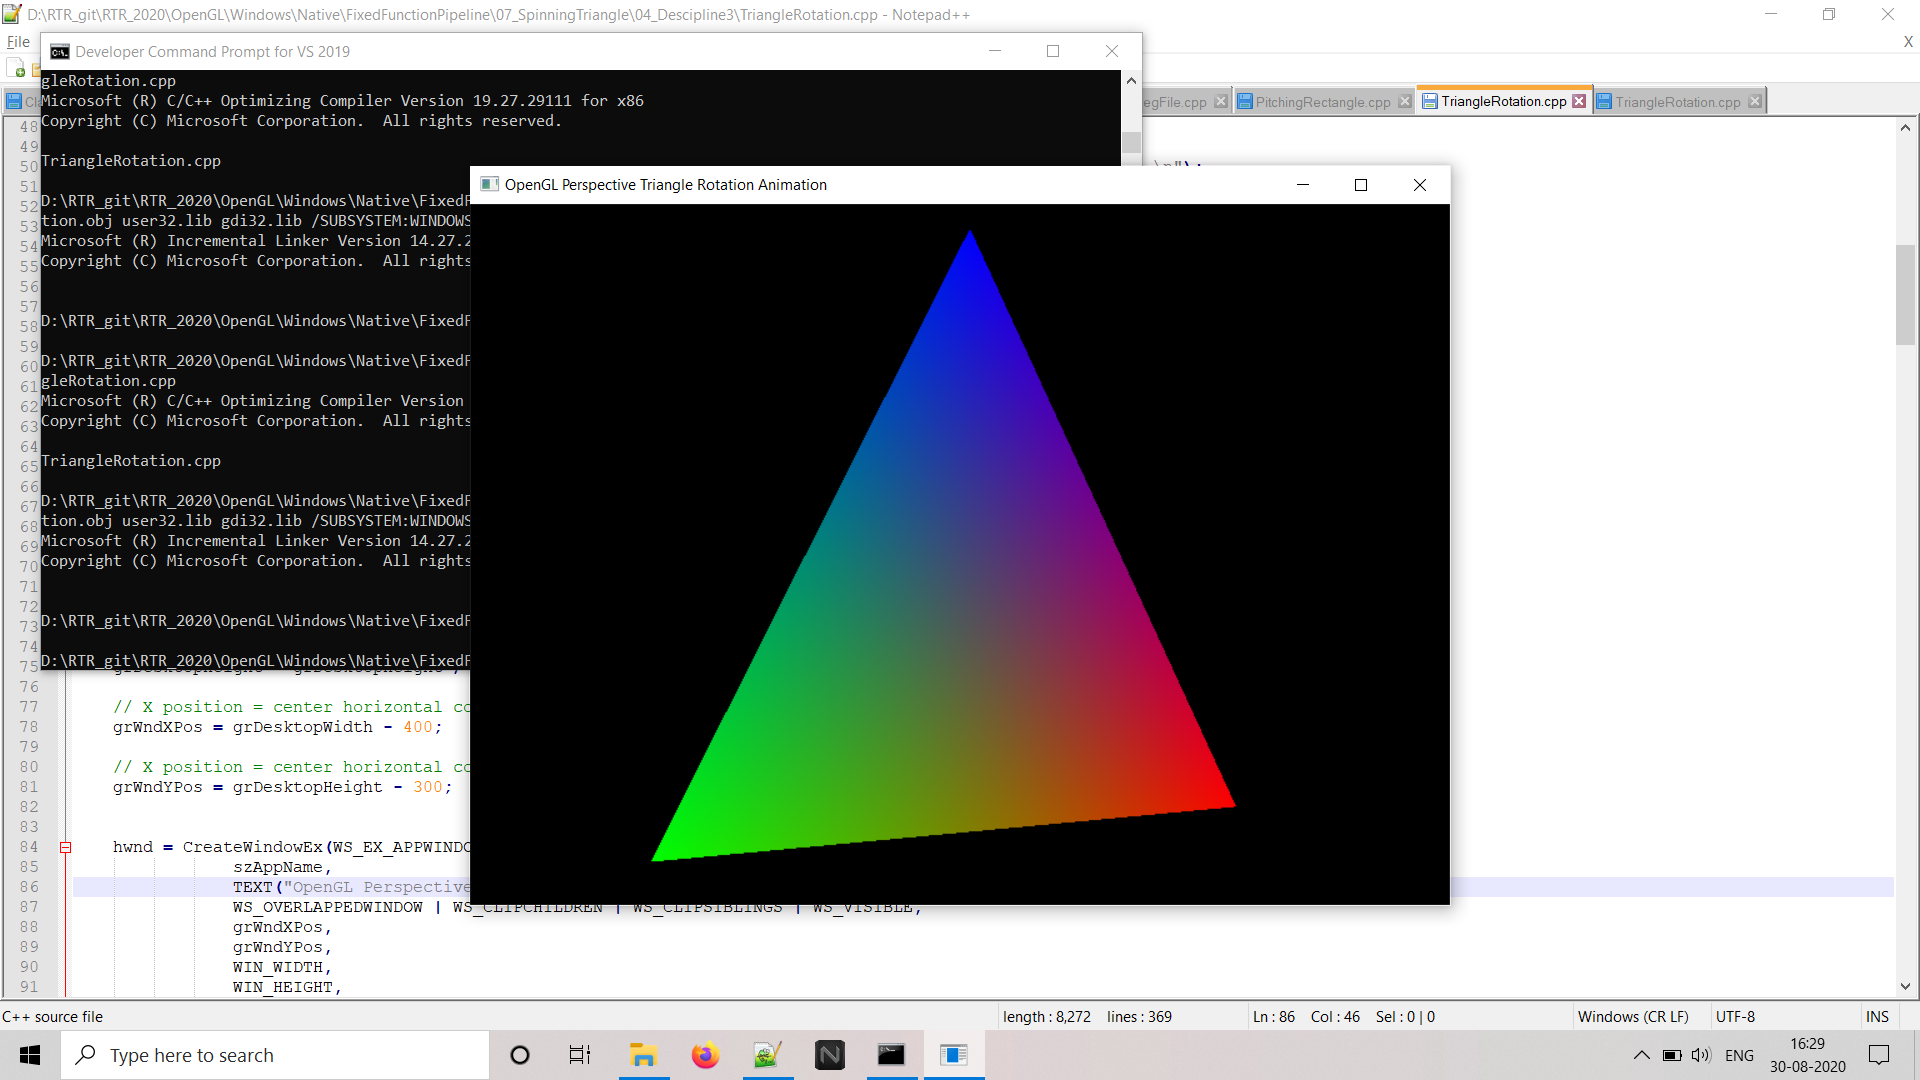 D:\RTR_git\RTR_2020\OpenGL\Windows\Native\FixedFunctionPipeline\07_SpinningTriangle\04_Descipline3\TriangleRotation.cpp - Notepad++
File
X
Developer Command Prompt for VS 2019
egFile.cpp
PitchingRectangle.cpp
TriangleRotation.cpp
TriangleRotation.cpp
gleRotation.cpp
Microsoft (R) C/C++ Optimizing Compiler Version 19.27.29111 for x86
Copyright (C) Microsoft Corporation.  All rights reserved.
TriangleRotation.cpp
D:\RTR_git\RTR_2020\OpenGL\Windows\Native\FixedF
tion.obj user32.lib gdi32.lib /SUBSYSTEM:WINDOWS
Microsoft (R) Incremental Linker Version 14.27.2
Copyright (C) Microsoft Corporation.  All rights
D:\RTR_git\RTR_2020\OpenGL\Windows\Native\FixedF
D:\RTR_git\RTR_2020\OpenGL\Windows\Native\FixedF
gleRotation.cpp
Microsoft (R) C/C++ Optimizing Compiler Version
Copyright (C) Microsoft Corporation.  All rights
TriangleRotation.cpp
D:\RTR_git\RTR_2020\OpenGL\Windows\Native\FixedF
tion.obj user32.lib gdi32.lib /SUBSYSTEM:WINDOWS
Microsoft (R) Incremental Linker Version 14.27.2
Copyright (C) Microsoft Corporation.  All rights
D:\RTR_git\RTR_2020\OpenGL\Windows\Native\FixedF
D:\RTR_git\RTR_2020\OpenGL\Windows\Native\FixedF
OpenGL Perspective Triangle Rotation Animation
48
49
50
51
52
53
54
55
56
57
58
59
60
61
62
63
64
65
66
67
68
69
70
71
72
73
74
75
76
77 // X position = center horizontal co
78 grWndXPos = grDesktopWidth - 400;
79
80 // X position = center horizontal co
81 grWndYPos = grDesktopHeight - 300;
82
83
84 hwnd = CreateWindowEx(WS_EX_APPWINDO
85 szAppName,
86 TEXT("OpenGL Perspective
87 WS_OVERLAPPEDWINDOW | WS_CLIPCHILDREN | WS_CLIPSIBLINGS | WS_VISIBLE,
88 grWndXPos,
89 grWndYPos,
90 WIN_WIDTH,
91 WIN_HEIGHT,
C++ source file
length : 8,272 lines : 369
Ln : 86 Col : 46 Sel : 0 | 0
Windows (CR LF)
UTF-8
INS
Type here to search
ENG
16:29
30-08-2020